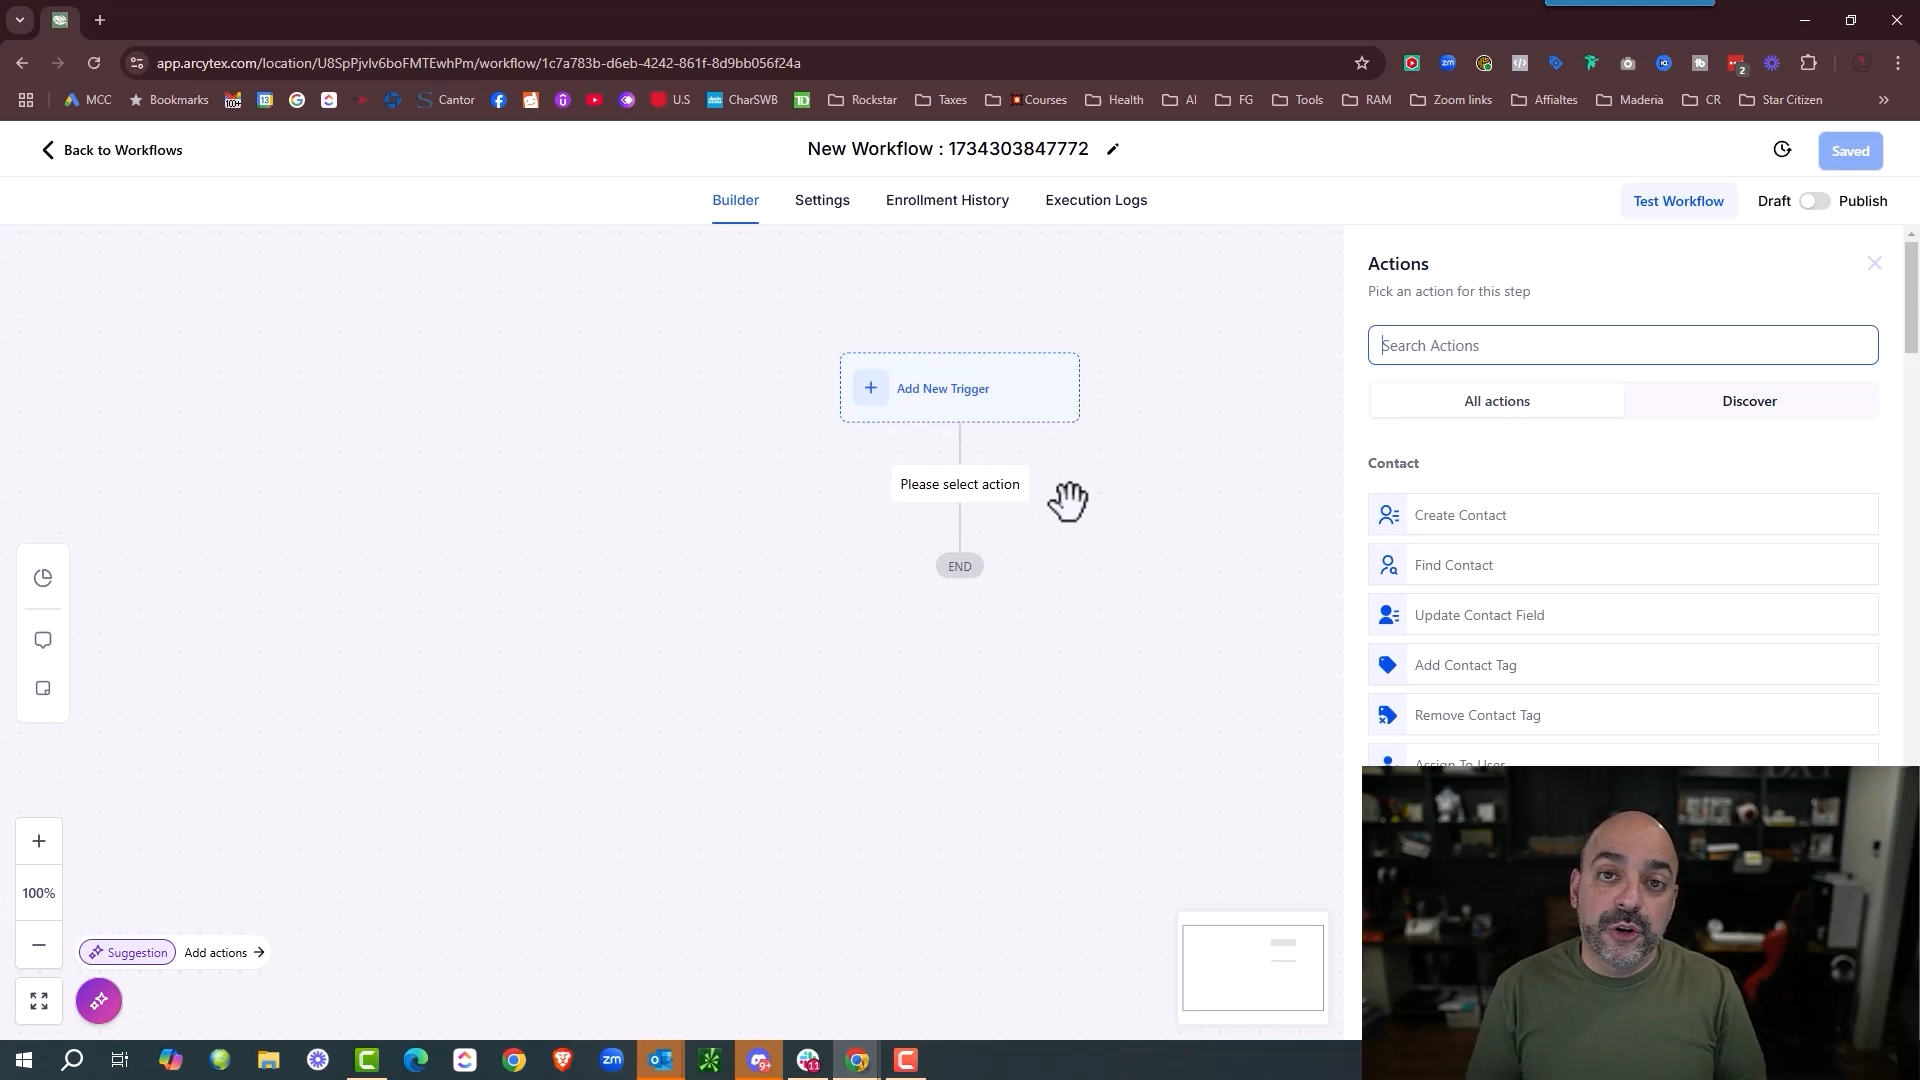 app.arcytex.com/location/U8SpPjvlv6boFMTEwhPm/workflow/1c7a783b-d6eb-4242-861f-8d9bb056f24a
MCC
Bookmarks
Cantor
U.S
CharSWB
Rockstar
Taxes
Courses
Health
AI
FG
Tools
RAM
Zoom links
Affialtes
Maderia
CR
Star Citizen
Back to Workflows
New Workflow : 1734303847772
Saved
Builder
Settings
Enrollment History
Execution Logs
Test Workflow
Draft
Publish
Actions
Pick an action for this step
Search Actions
All actions
Discover
Add New Trigger
Contact
Please select action
Create Contact
END
Find Contact
Update Contact Field
Add Contact Tag
Remove Contact Tag
Assign To User
100%
Suggestion
Add actions